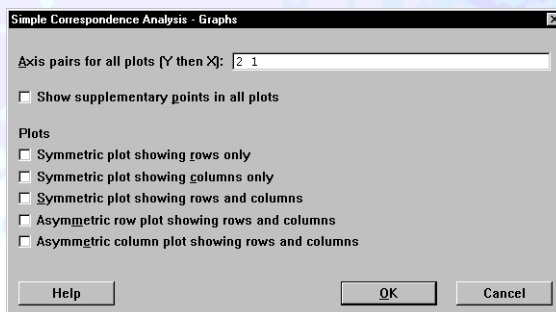 Simple Correspondence Analysis - Graphs
Axis pairs for all plots (Y then X): 2 1
Show supplementary points in all plots
Plots
Symmetric plot showing rows only
Symmetric plot showing columns only
Symmetric plot showing rows and columns
Asymmetric row plot showing rows and columns
Asymmetric column plot showing rows and columns
Help OK Cancel